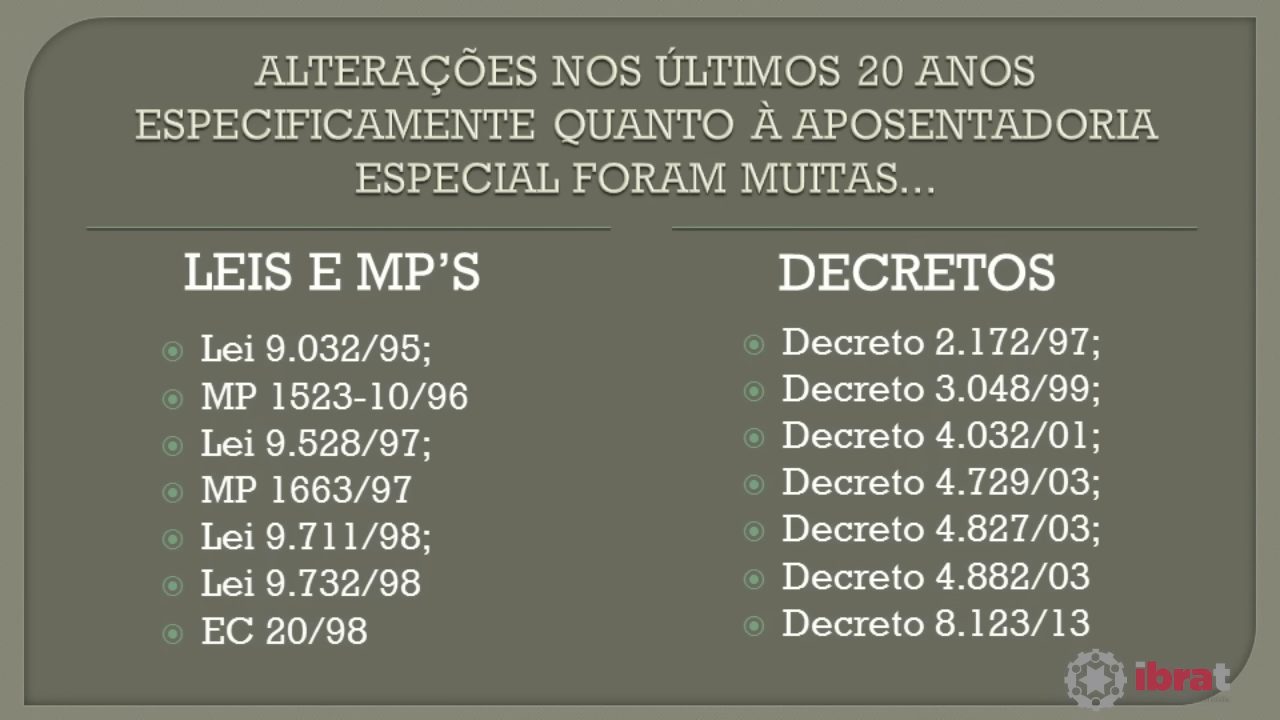 ALTERAÇÕES NOS ÚLTIMOS 20 ANOS
ESPECIFICAMENTE QUANTO À APOSENTADORIA
ESPECIAL FORAM MUITAS...
LEIS E MP'S
Lei 9.032/95;
MP 1523-10/96
Lei 9.528/97;
MP 1663/97
Lei 9.711/98;
Lei 9.732/98
EC 20/98
DECRETOS
Decreto 2.172/97;
Decreto 3.048/99;
Decreto 4.032/01;
Decreto 4.729/03;
Decreto 4.827/03;
Decreto 4.882/03
Decreto 8.123/13
ibrat